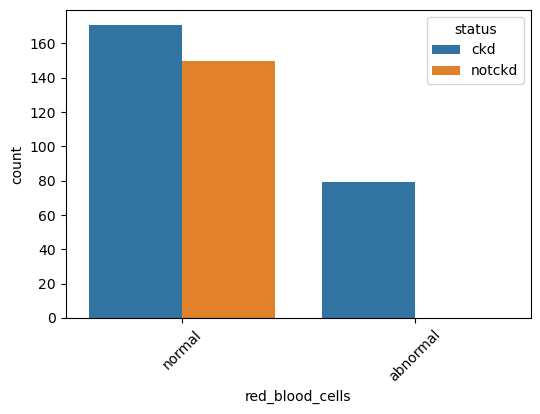 status
ckd
notckd
160
140
120
100
80
60
40
20
0
count
normal
abnormal
red_blood_cells